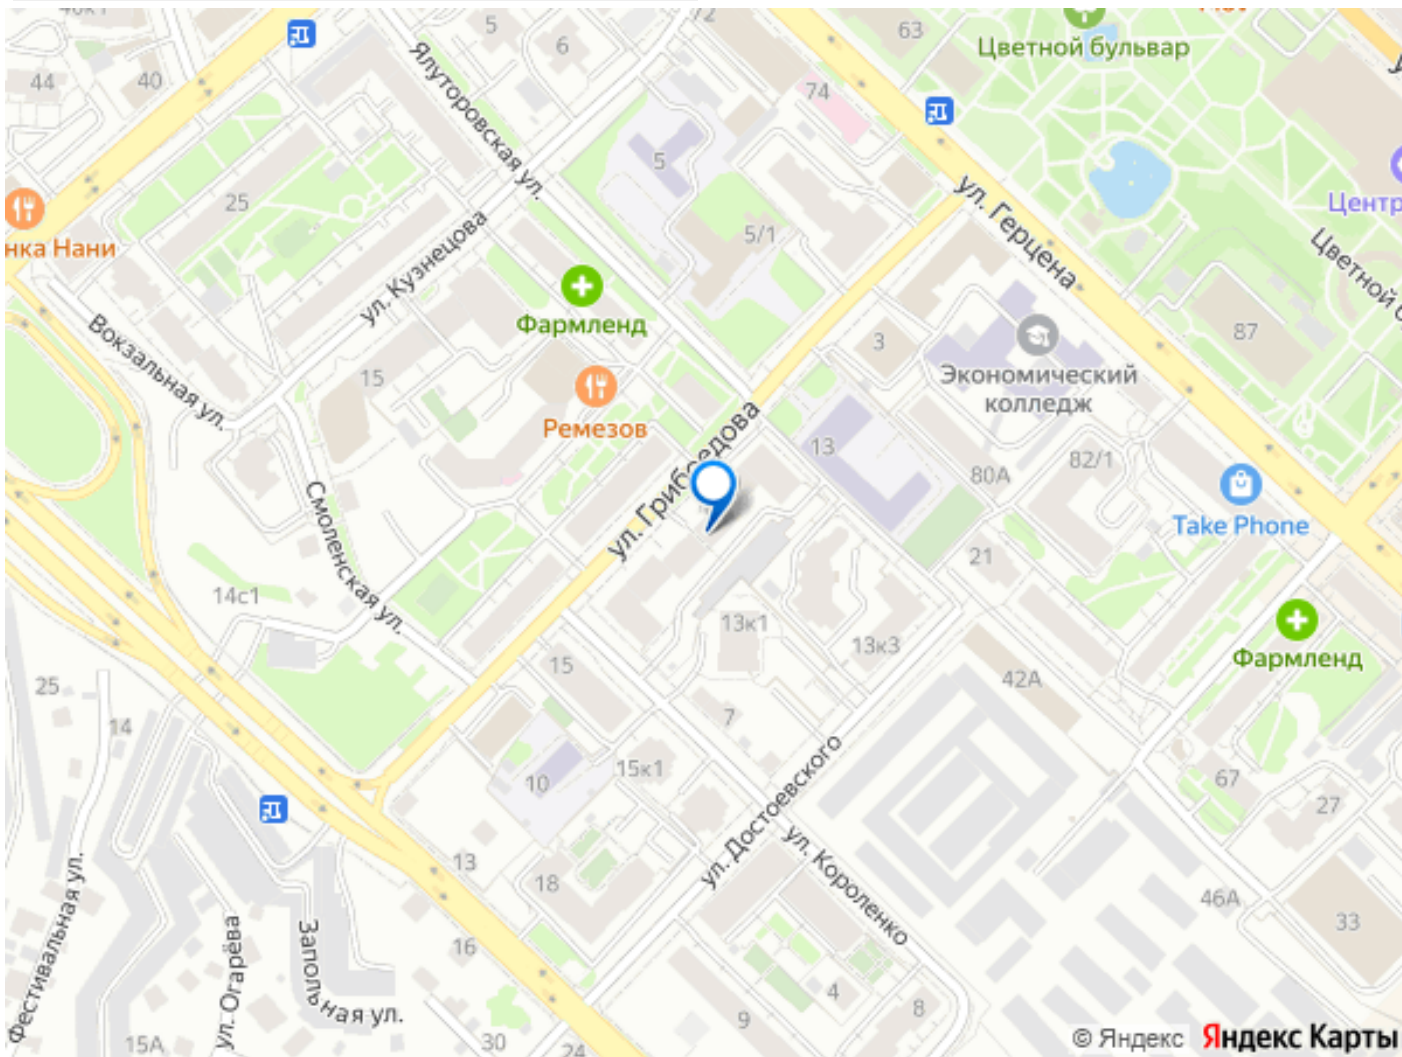 5
6
72
63
Цветной бульвар
44
40
74
Ялуторовская ул.
5
25
5/1
ул. Герцена
Центр
Цветной б
нка Нани
ул. Кузнецова
Фармленд
Вокзальная ул.
15
3
87
Экономический
колледж
Ремезов
ул. Грибоедова
13
80А
82/1
Take Phone
Смоленская ул.
14с1
21
13к1
13к3
Фармленд
15
42А
25
14
7
10
15к1
ул. Достоевского
67
27
ул. Короленко
13
18
46А
33
16
Фестивальная ул.
ул. Огарёва
Запольная ул.
4
8
9
15А
30
24
© Яндекс Яндекс Карты